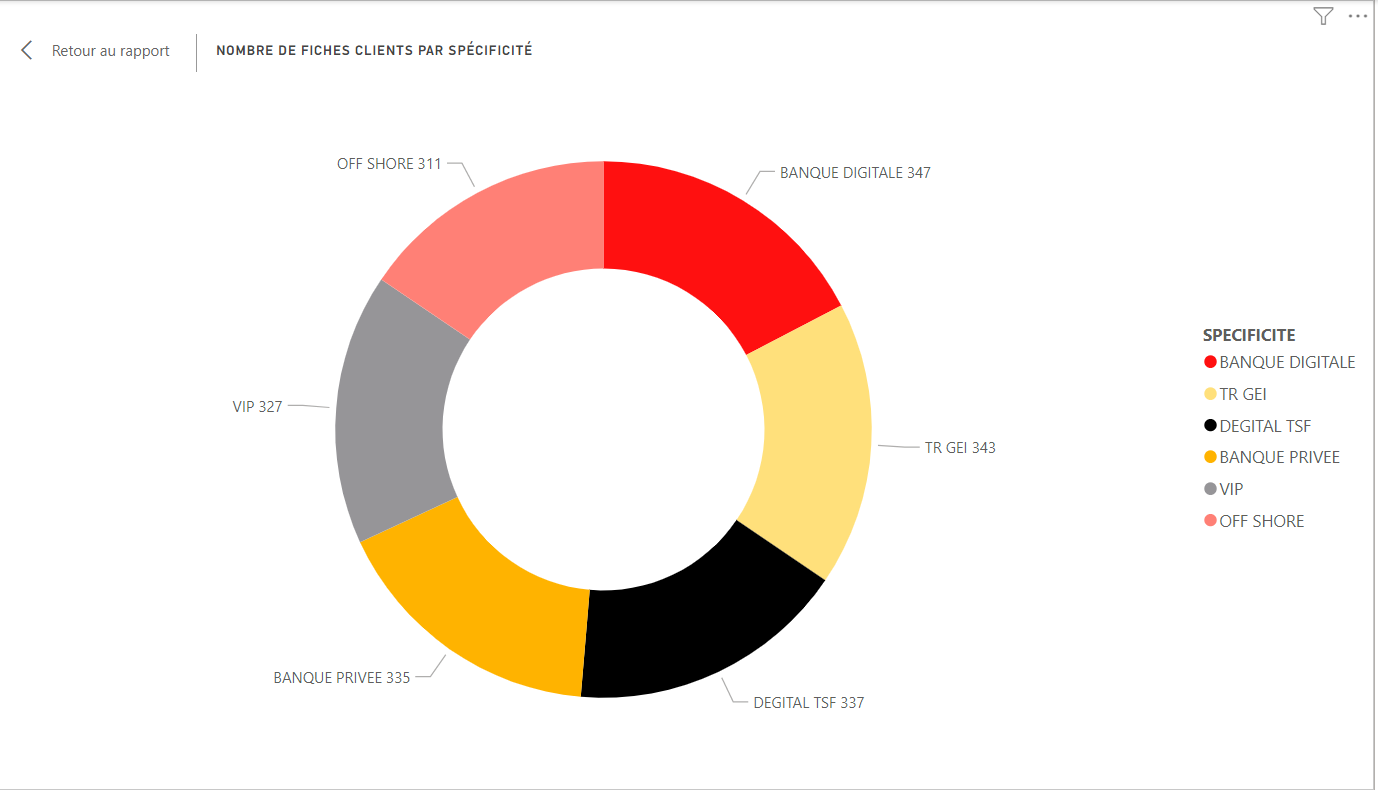 Retour au rapport
NOMBRE DE FICHES CLIENTS PAR SPÉCIFICITÉ
OFF SHORE 311
BANQUE DIGITALE 347
VIP 327
TR GEI 343
BANQUE PRIVEE 335
DEGITAL TSF 337
SPECIFICITE
BANQUE DIGITALE
TR GEI
DEGITAL TSF
BANQUE PRIVEE
VIP
OFF SHORE